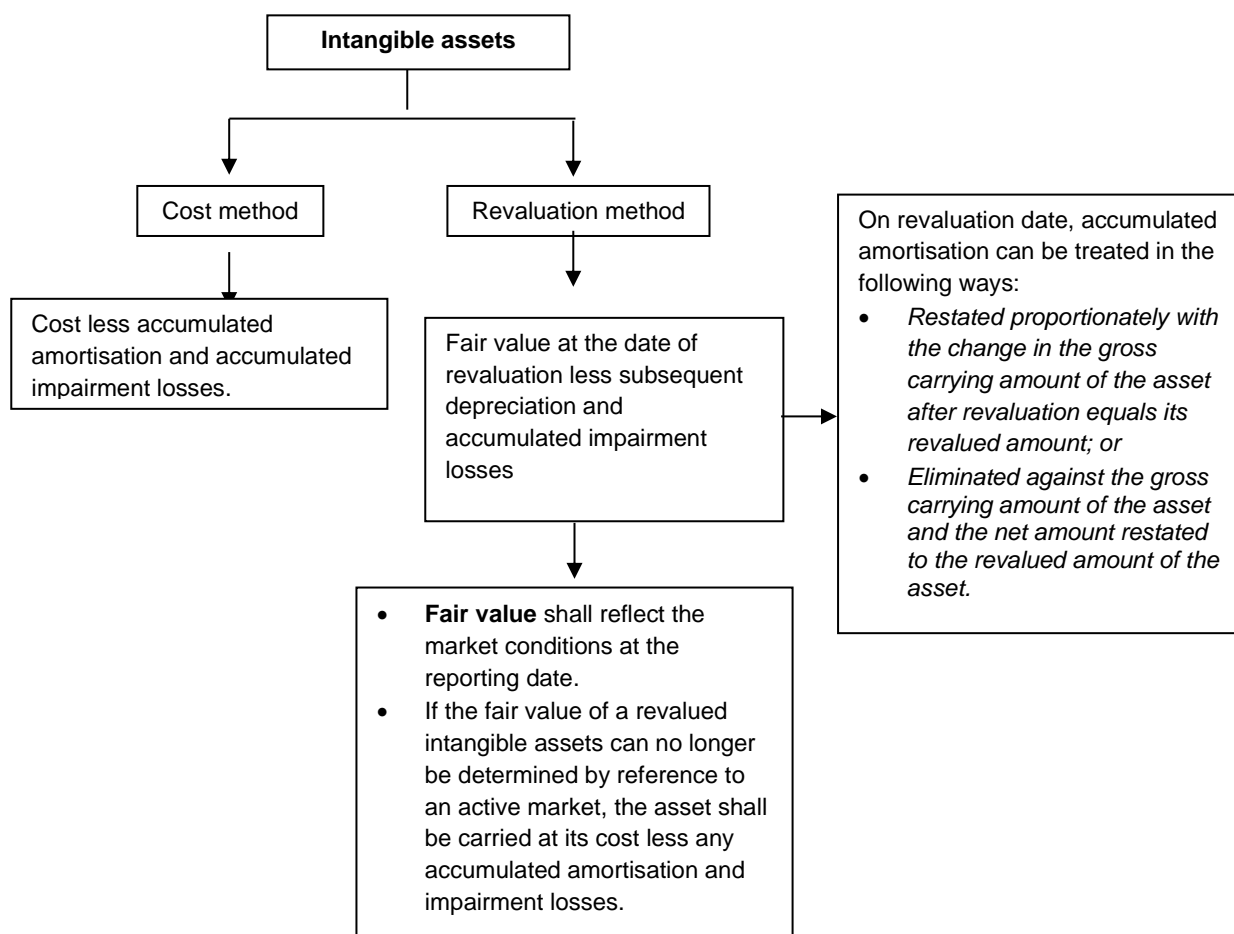 Intangible assets
Cost method
Revaluation method
Cost less accumulated
amortisation and accumulated
impairment losses.
Fair value at the date of
revaluation less subsequent
depreciation and
accumulated impairment
losses
On revaluation date, accumulated
amortisation can be treated in the
following ways:
• Restated proportionately with
the change in the gross
carrying amount of the asset
after revaluation equals its
revalued amount; or
• Eliminated against the gross
carrying amount of the asset
and the net amount restated
to the revalued amount of the
asset.
• Fair value shall reflect the
market conditions at the
reporting date.
• If the fair value of a revalued
intangible assets can no longer
be determined by reference to
an active market, the asset shall
be carried at its cost less any
accumulated amortisation and
impairment losses.